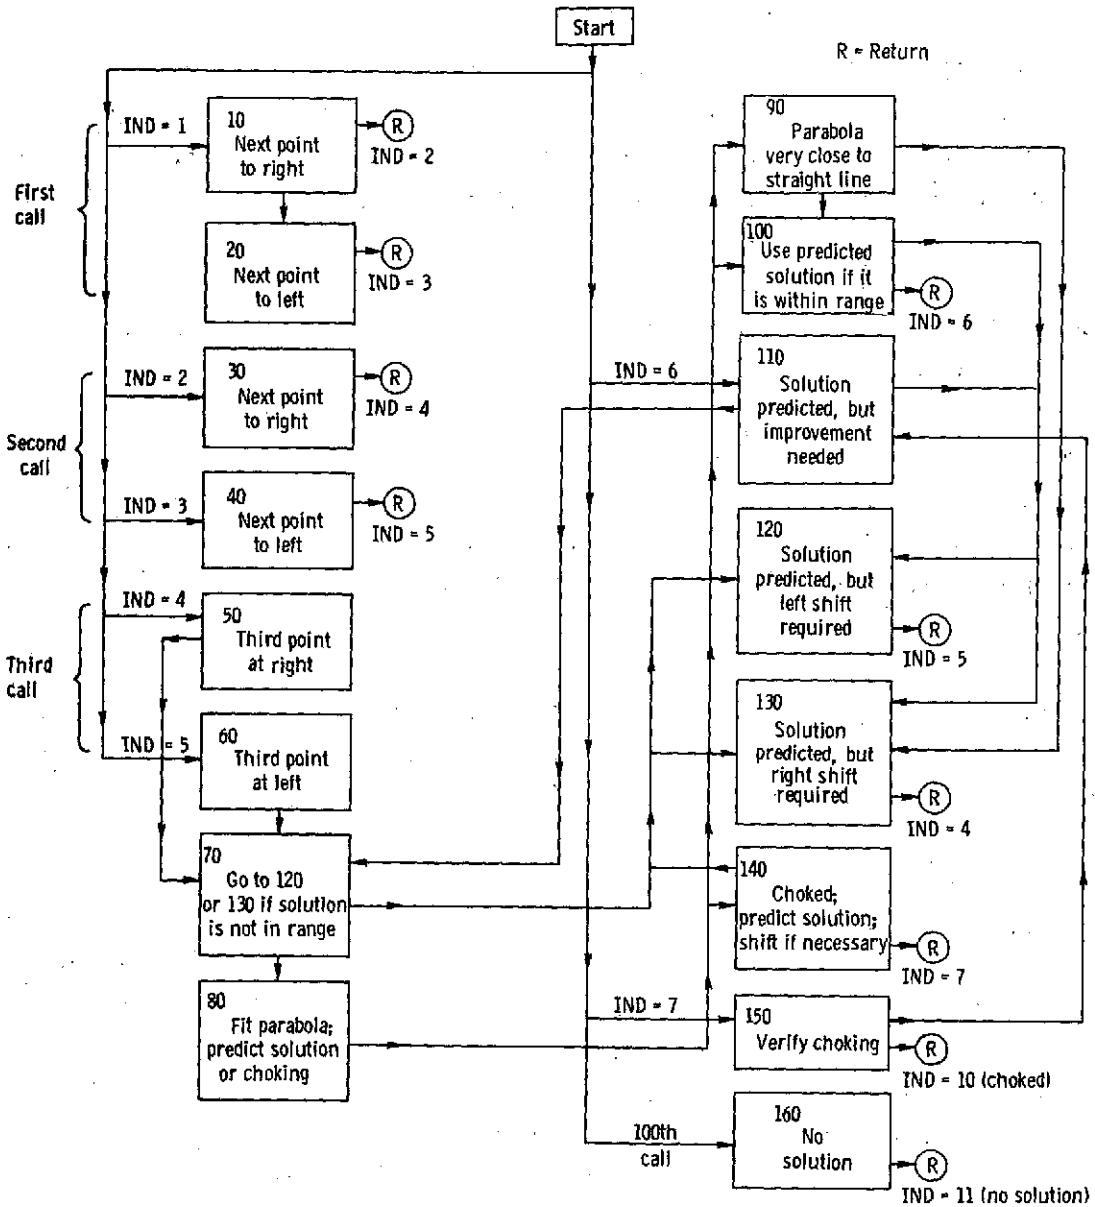 Start
R = Return
First
call
IND = 1
10
Next point
to right
R
IND = 2
20
Next point
to left
R
IND = 3
Second
call
IND = 2
30
Next point
to right
R
IND = 4
IND = 3
40
Next point
to left
R
IND = 5
Third
call
IND = 4
50
Third point
at right
IND = 5
60
Third point
at left
70
Go to 120
or 130 if solution
is not in range
80
Fit parabola;
predict solution
or choking
90
Parabola
very close to
straight line
100
Use predicted
solution if it
is within range
R
IND = 6
IND = 6
110
Solution
predicted, but
improvement
needed
120
Solution
predicted, but
left shift
required
R
IND = 5
130
Solution
predicted, but
right shift
required
R
IND = 4
140
Choked;
predict solution;
shift if necessary
R
IND = 7
IND = 7
150
Verify choking
R
IND = 10 (choked)
100th
call
160
No
solution
R
IND = 11 (no solution)